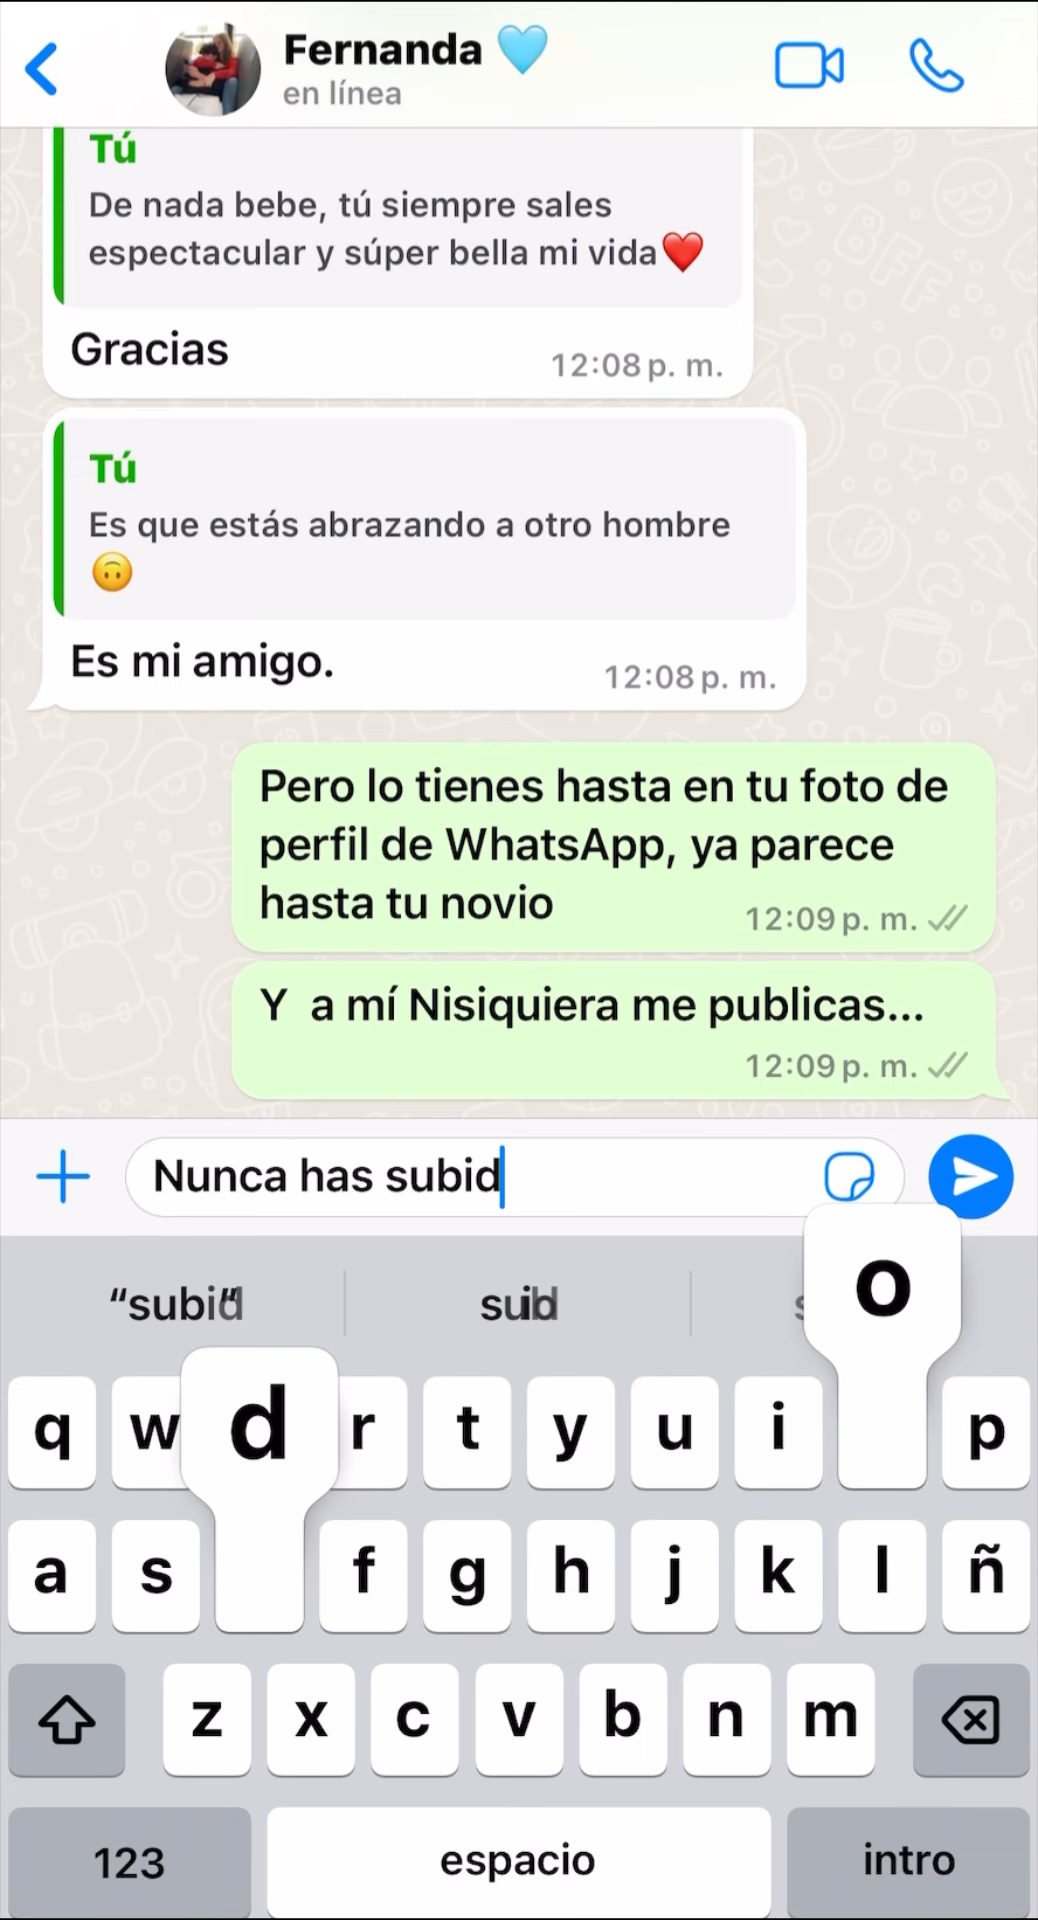 Fernanda 🩵
en línea
Tú
De nada bebe, tú siempre sales
espectacular y súper bella mi vida❤️
Gracias
12:08 p. m.
Tú
Es que estás abrazando a otro hombre
🙃
Es mi amigo.
12:08 p. m.
Pero lo tienes hasta en tu foto de
perfil de WhatsApp, ya parece
hasta tu novio
12:09 p. m.
Y  a mí Nisiquiera me publicas...
12:09 p. m.
Nunca has subid
o
d
q w r t y u i p
a s f g h j k l ñ
z x c v b n m
123 espacio intro